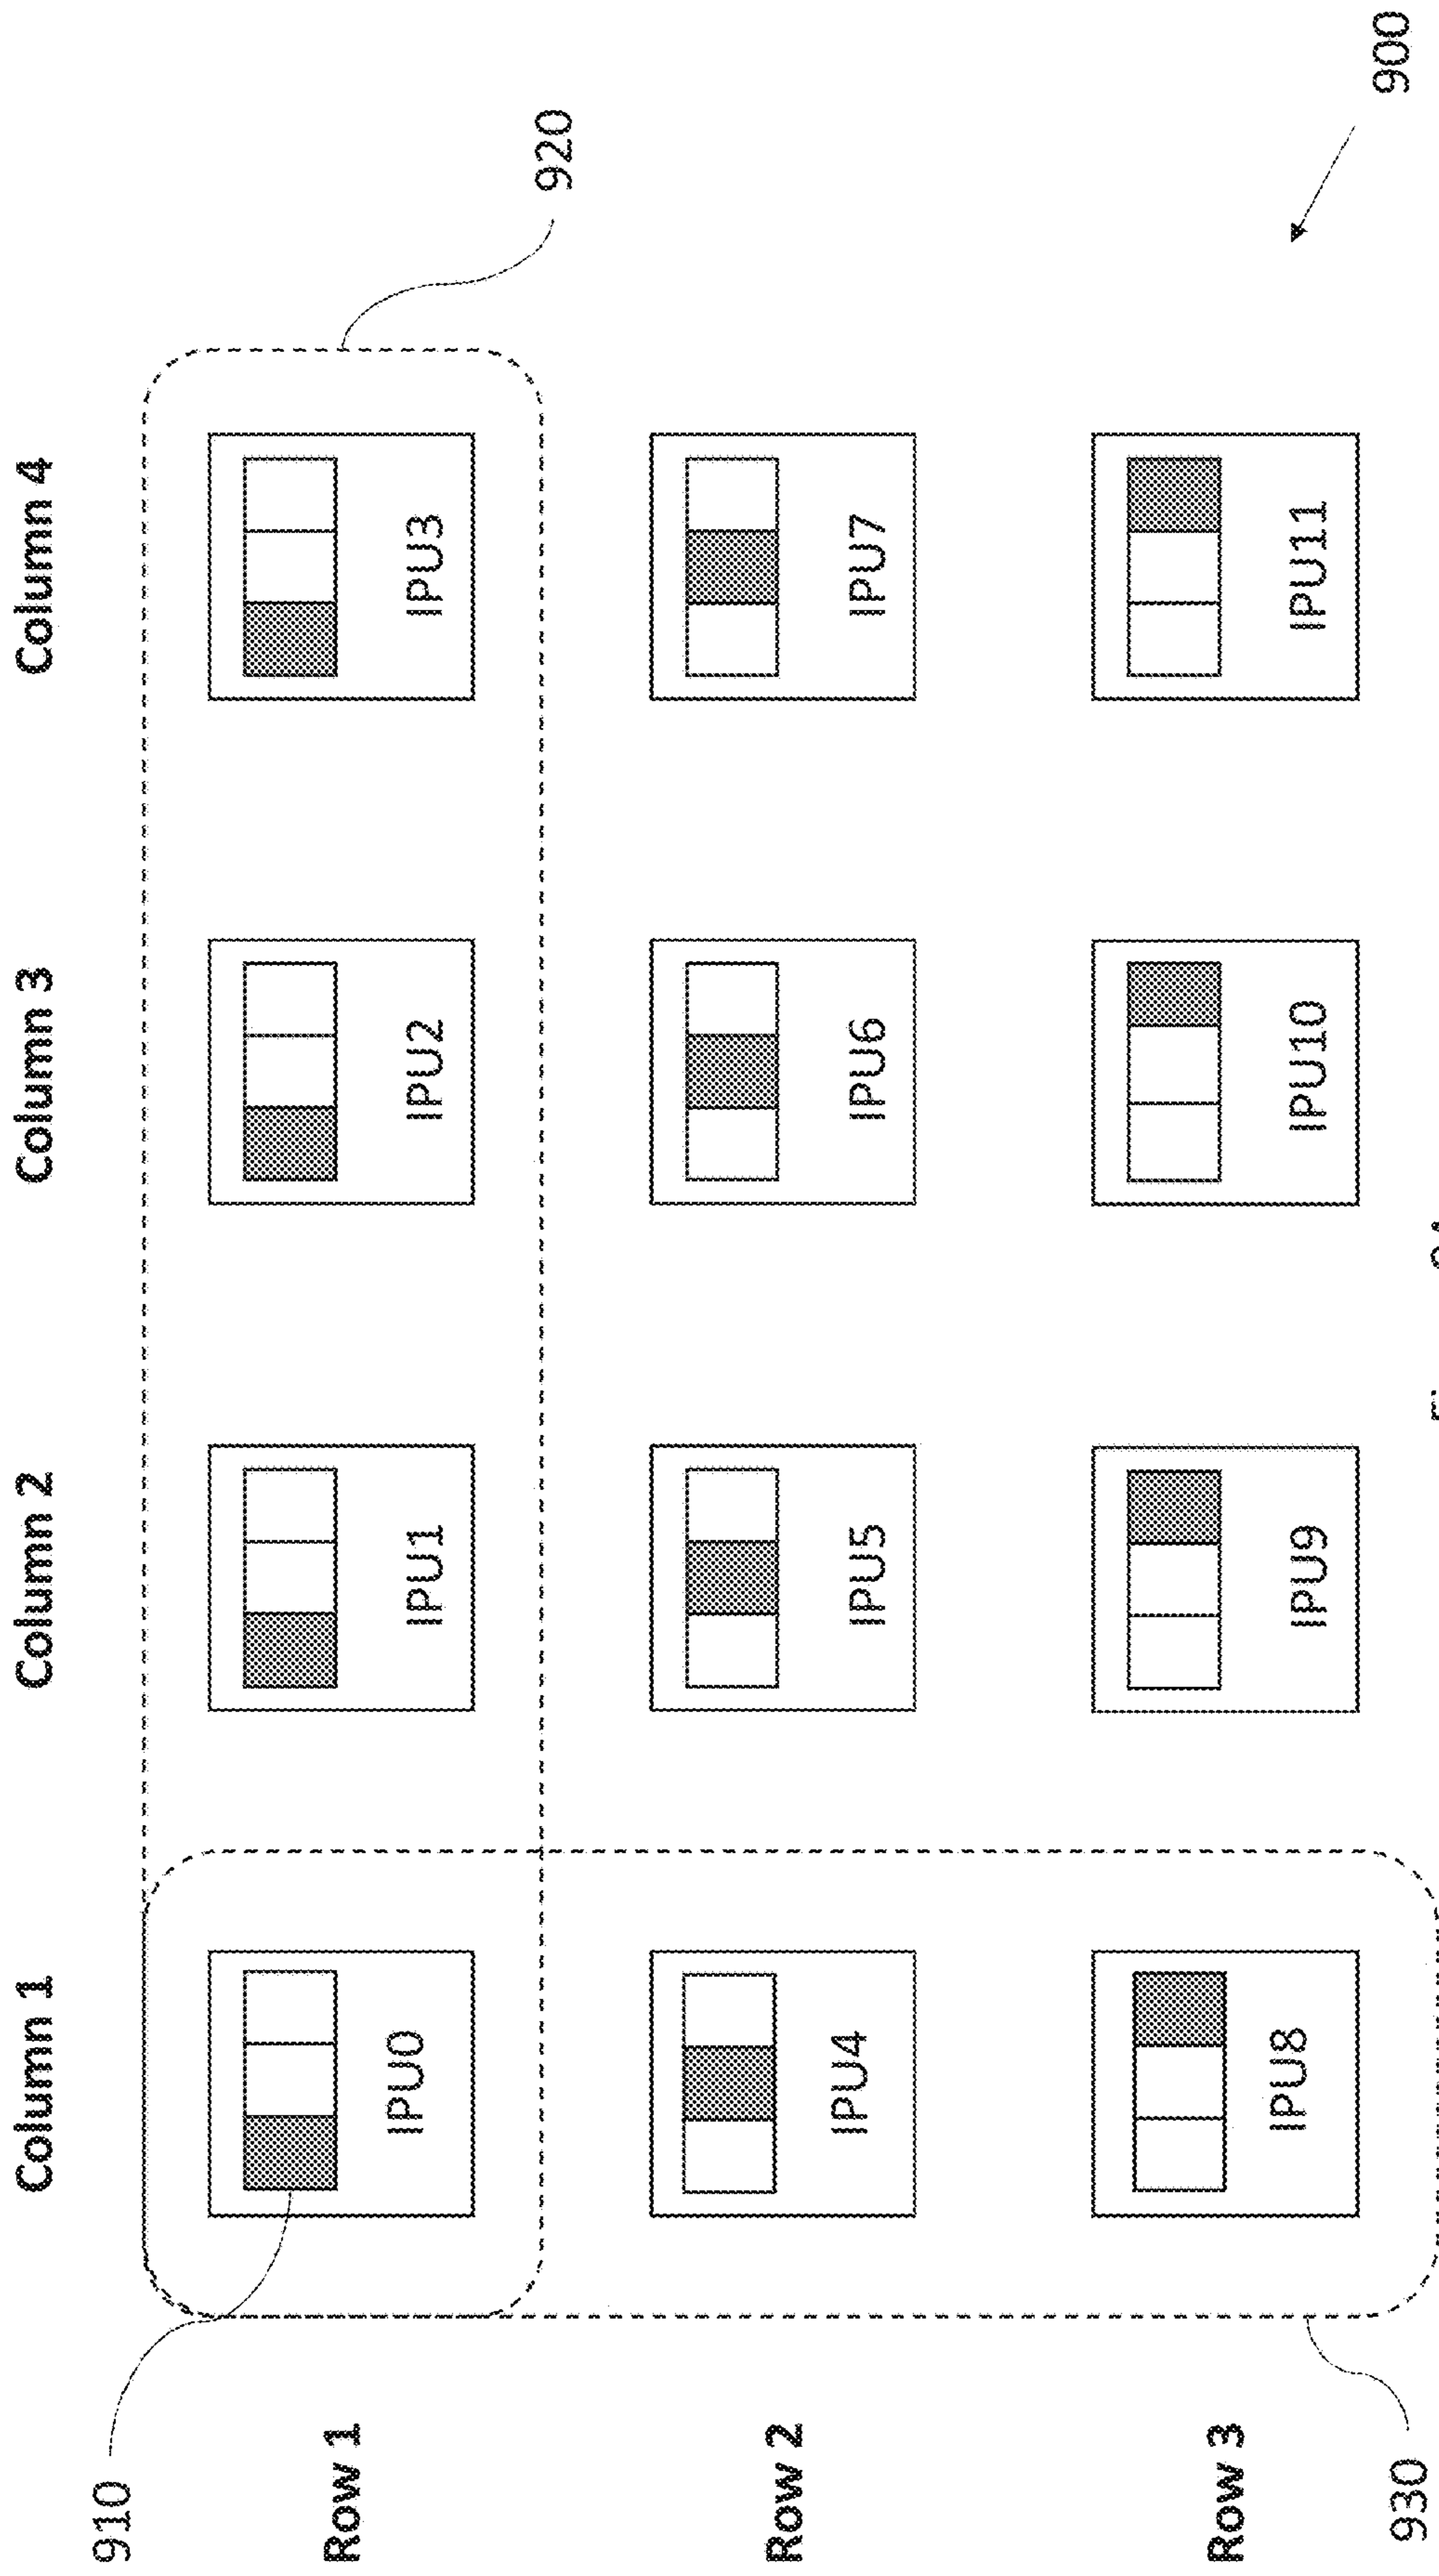 Column 1 Column 2 Column 3 Column 4
910
Row 1
IPU0 IPU1 IPU2 IPU3
920
Row 2
IPU4 IPU5 IPU6 IPU7
Row 3
IPU8 IPU9 IPU10 IPU11
930
900